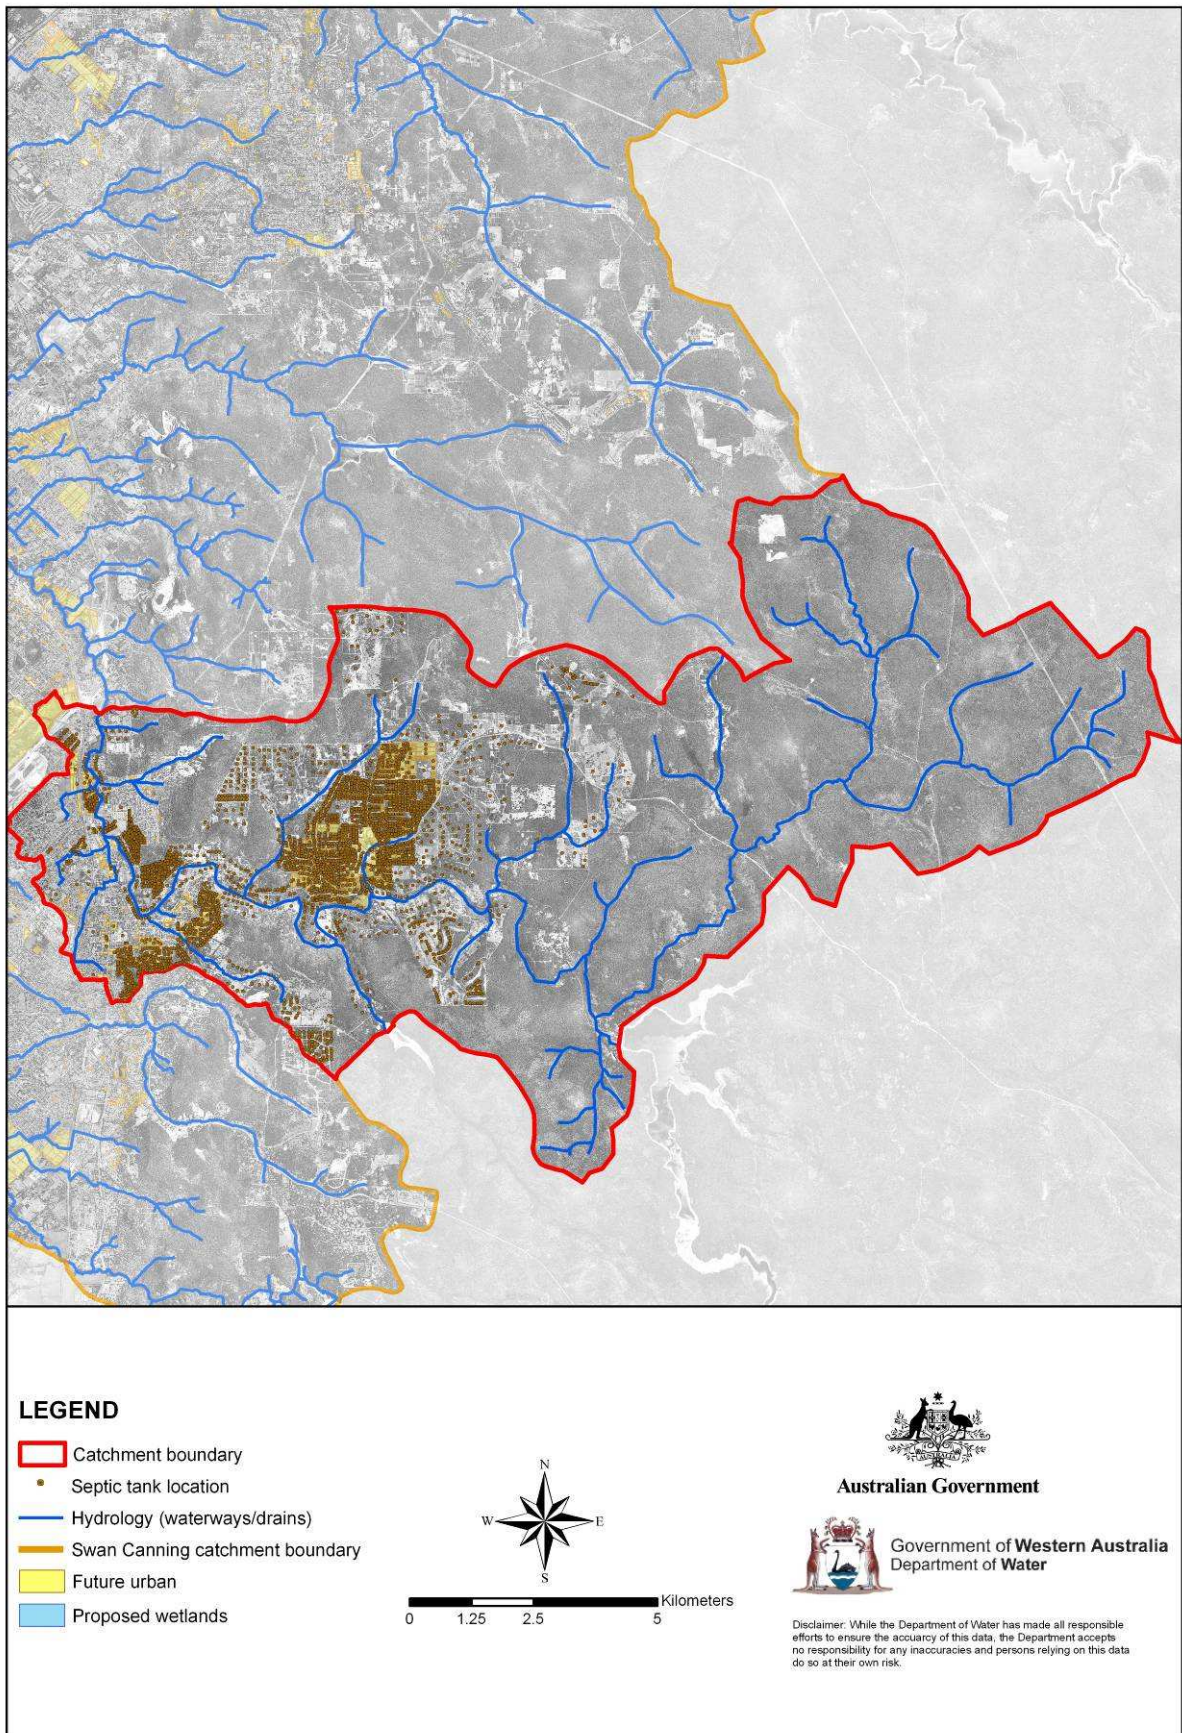 LEGEND
Catchment boundary
Septic tank location
Hydrology (waterways/drains)
Swan Canning catchment boundary
Future urban
Proposed wetlands
N
W
E
S
Kilometers
0 1.25 2.5 5
AUSTRALIA
Australian Government
Government of Western Australia
Department of Water
Disclaimer: While the Department of Water has made all responsible
efforts to ensure the accuarcy of this data, the Department accepts
no responsibility for any inaccuracies and persons relying on this data
do so at their own risk.